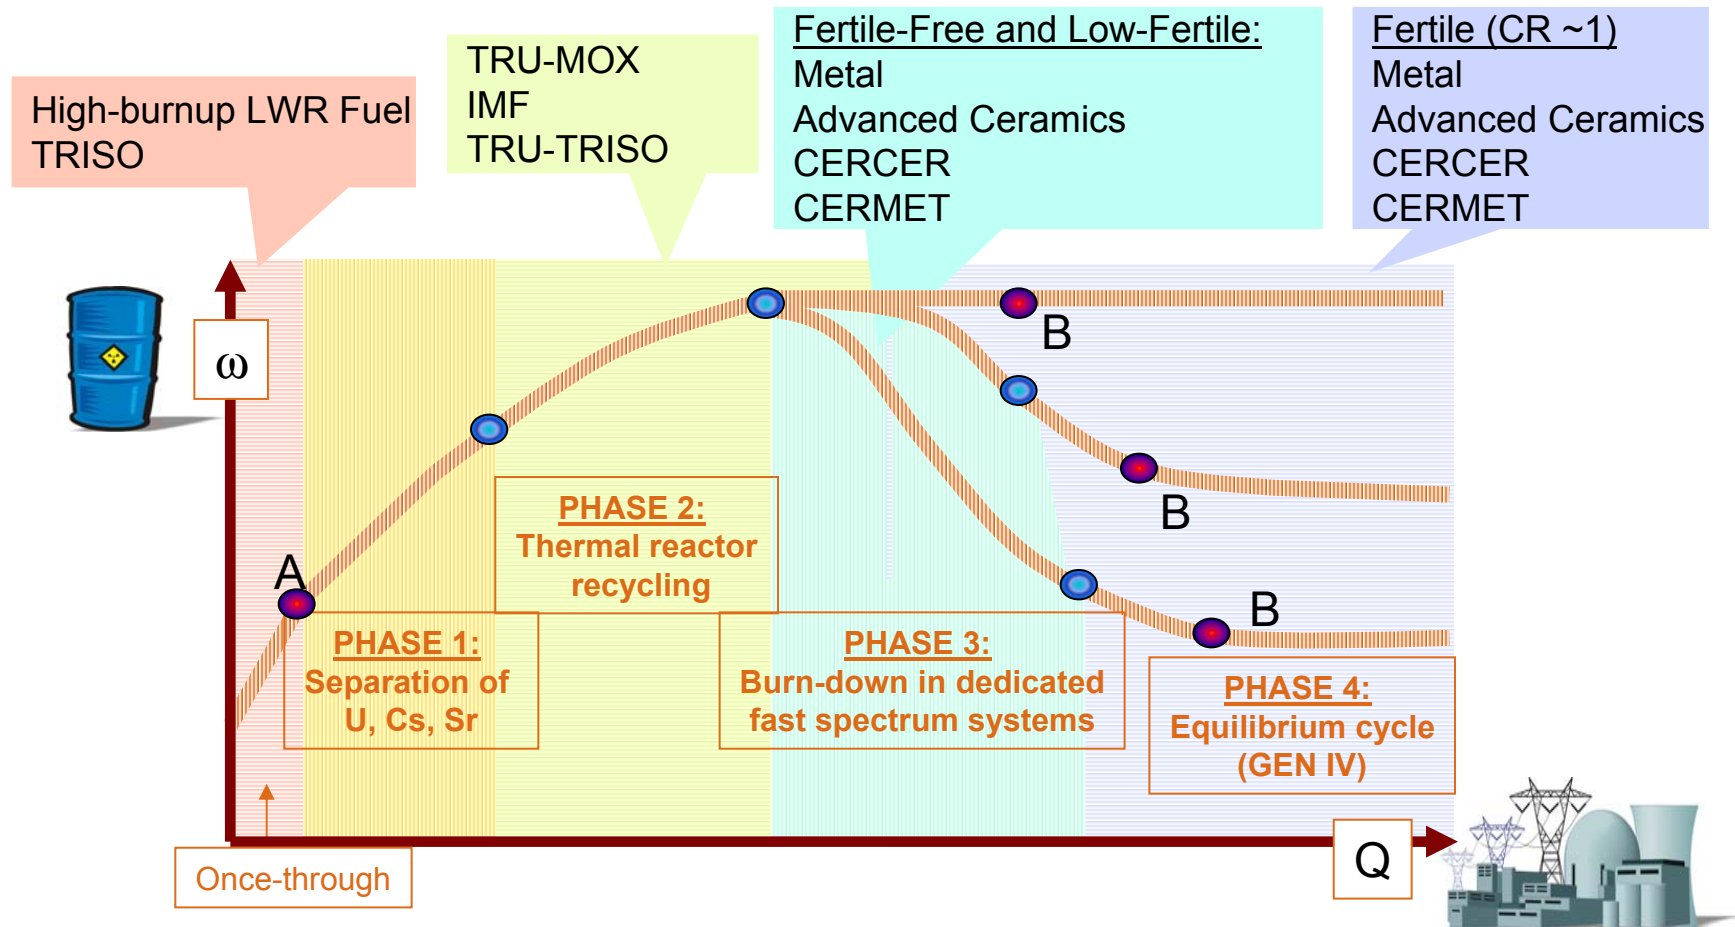 High-burnup LWR Fuel
TRISO
TRU-MOX
IMF
TRU-TRISO
Fertile-Free and Low-Fertile:
Metal
Advanced Ceramics
CERCER
CERMET
Fertile (CR ~1)
Metal
Advanced Ceramics
CERCER
CERMET
ω
B
B
B
A
PHASE 1:
Separation of
U, Cs, Sr
PHASE 2:
Thermal reactor
recycling
PHASE 3:
Burn-down in dedicated
fast spectrum systems
PHASE 4:
Equilibrium cycle
(GEN IV)
Once-through
Q